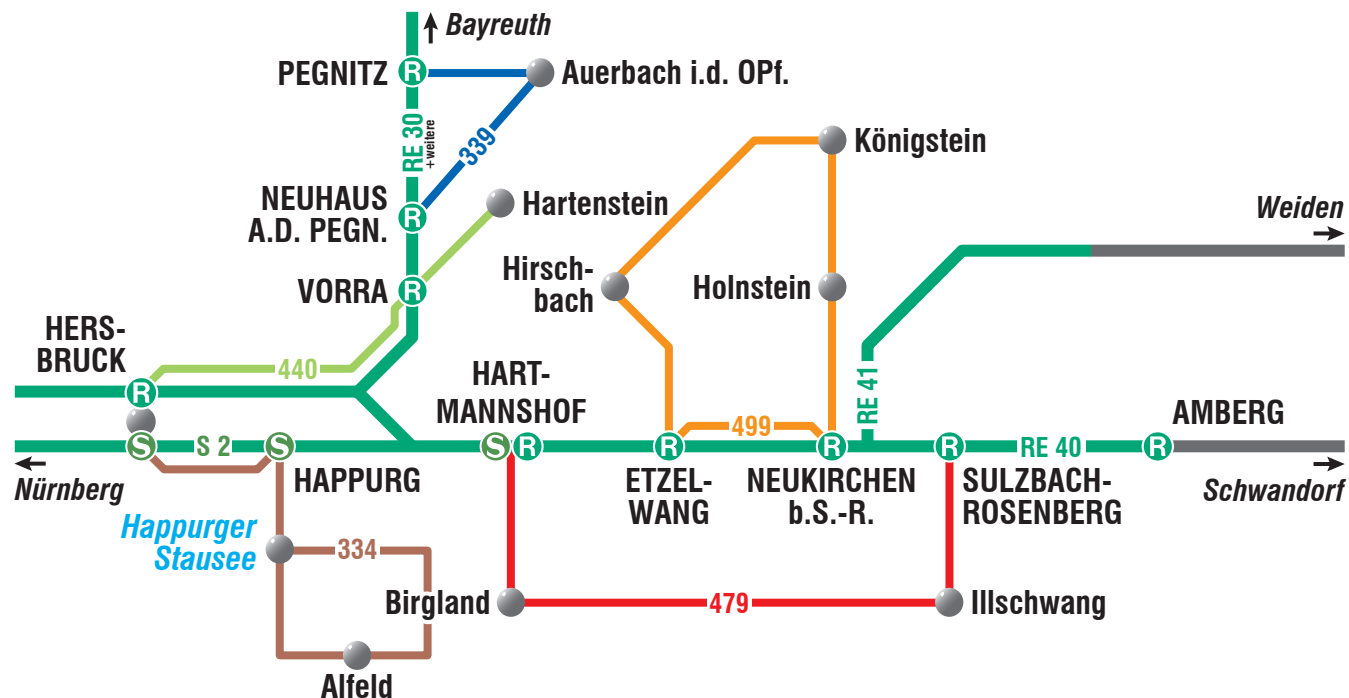 Bayreuth
PEGNITZ
R
Auerbach i.d. OPf.
RE 30
+weitere
339
Königstein
NEUHAUS
A.D. PEGN.
R
Hartenstein
Weiden
VORRA
R
Hirsch-
bach
Holnstein
HERS-
BRUCK
R
440
HART-
MANNSHOF
RE 41
AMBERG
499
S
S 2
S
S
R
R
R
R
RE 40
R
Nürnberg
HAPPURG
ETZEL-
WANG
NEUKIRCHEN
b.S.-R.
SULZBACH-
ROSENBERG
Schwandorf
Happurger
Stausee
334
Birgland
479
Illschwang
Alfeld